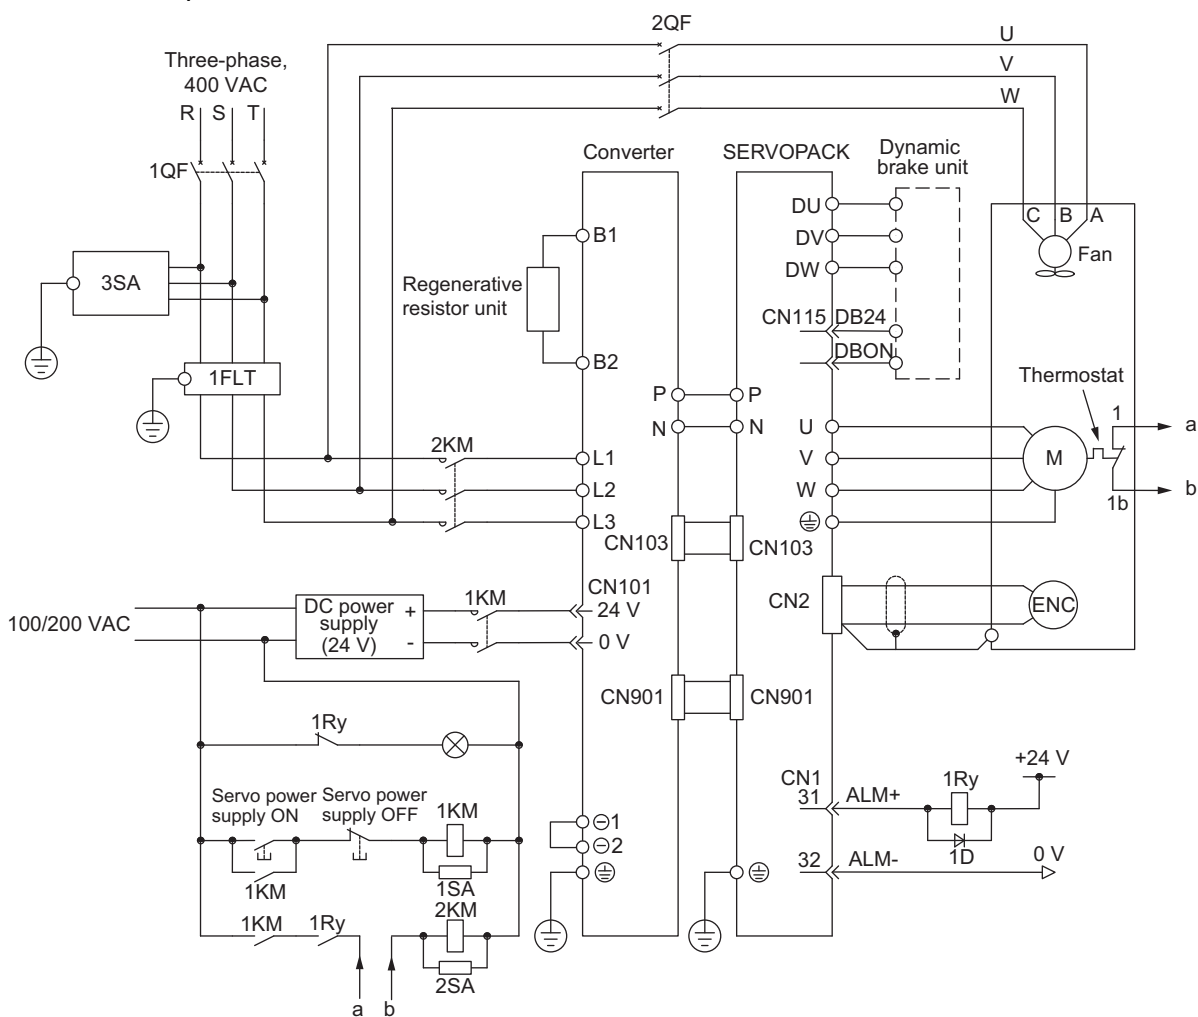 2QF
U
Three-phase,
400 VAC
V
R S T
W
1QF
Converter
SERVOPACK
Dynamic
brake unit
DU
C B A
B1
DV
Fan
3SA
Regenerative
resistor unit
DW
CN115 DB24
B2
DBON
1FLT
Thermostat
P P
1
N N
U
a
2KM
L1
V
M
L2
W
b
1b
L3
CN103
CN103
CN101
1KM
DC power
supply
(24 V)
+
-
24 V
0 V
100/200 VAC
CN2
ENC
CN901
CN901
1Ry
+24 V
CN1
31
ALM+
1Ry
Servo power
supply ON
Servo power
supply OFF
1KM
1
2
1D
0 V
32
ALM-
1KM
1SA
1KM
1Ry
2KM
2SA
a b